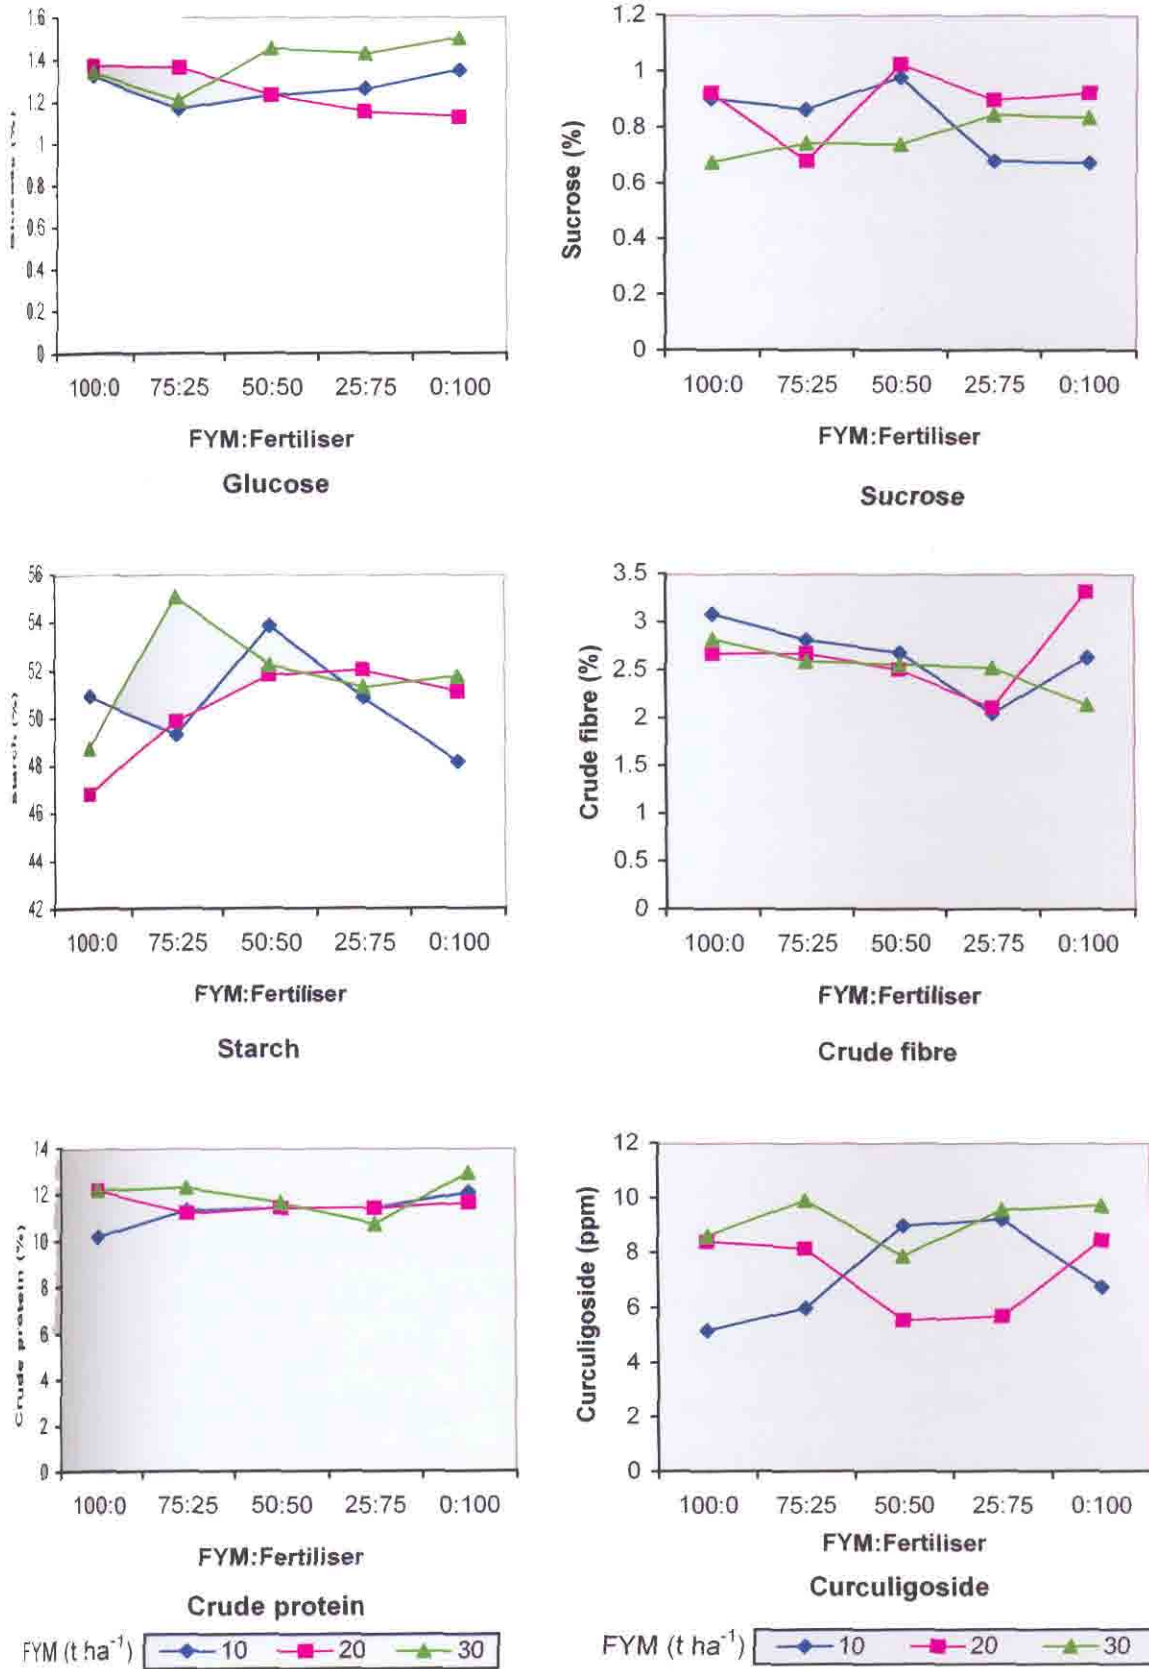 1.6
1.4
1.2
1
0.8
0.6
0.4
0.2
0
100:0 75:25 50:50 25:75 0:100
FYM:Fertiliser
Glucose
Sucrose (%)
1.2
1
0.8
0.6
0.4
0.2
0
100:0 75:25 50:50 25:75 0:100
FYM:Fertiliser
Sucrose
56
54
52
50
48
46
44
42
100:0 75:25 50:50 25:75 0:100
FYM:Fertiliser
Starch
Crude fibre (%)
3.5
3
2.5
2
1.5
1
0.5
0
100:0 75:25 50:50 25:75 0:100
FYM:Fertiliser
Crude fibre
Crude protein (%)
14
12
10
8
6
4
2
0
100:0 75:25 50:50 25:75 0:100
FYM:Fertiliser
Crude protein
FYM (t ha⁻¹) 10 20 30
Curculigoside (ppm)
12
10
8
6
4
2
0
100:0 75:25 50:50 25:75 0:100
FYM:Fertiliser
Curculigoside
FYM (t ha⁻¹) 10 20 30